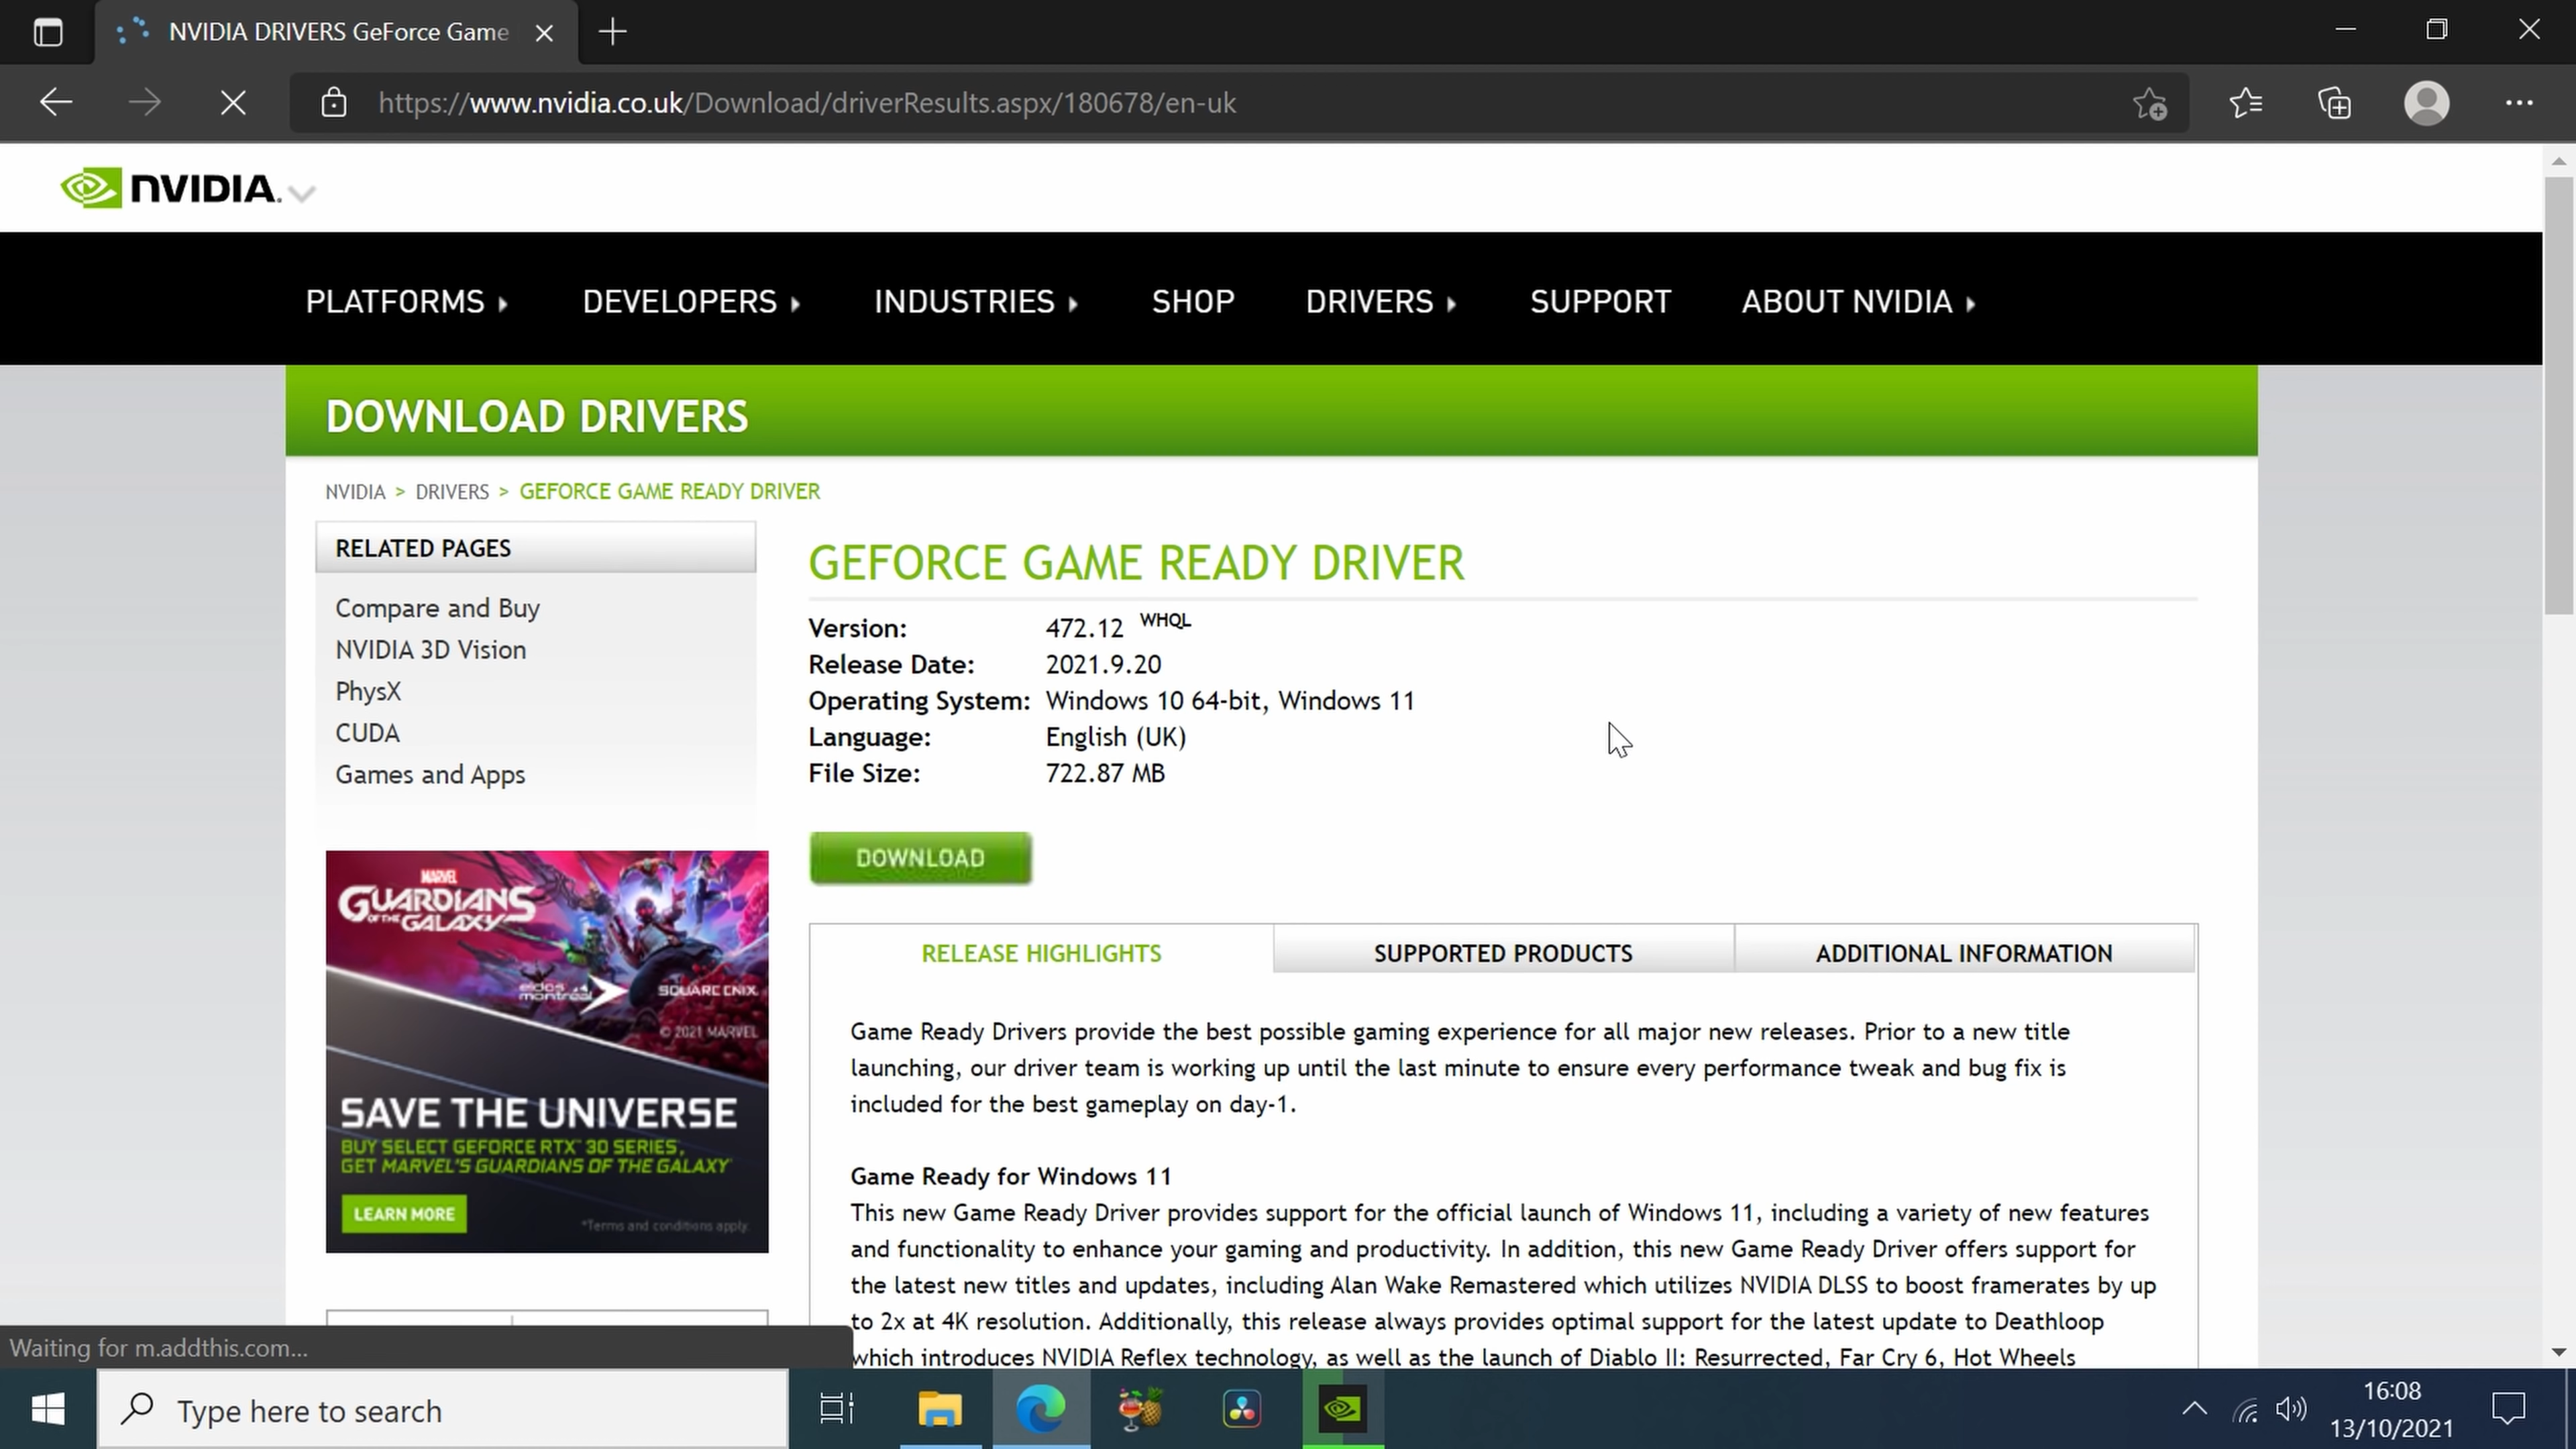 NVIDIA DRIVERS GeForce Game
https://www.nvidia.co.uk/Download/driverResults.aspx/180678/en-uk
NVIDIA.
PLATFORMS DEVELOPERS INDUSTRIES SHOP DRIVERS SUPPORT ABOUT NVIDIA
DOWNLOAD DRIVERS
NVIDIA > DRIVERS > GEFORCE GAME READY DRIVER
RELATED PAGES
Compare and Buy
NVIDIA 3D Vision
PhysX
CUDA
Games and Apps
MARVEL
GUARDIANS
OF THE GALAXY
eidos
montréal
SQUARE ENIX.
© 2021 MARVEL
SAVE THE UNIVERSE
BUY SELECT GEFORCE RTX™ 30 SERIES,
GET MARVEL'S GUARDIANS OF THE GALAXY*
LEARN MORE
*Terms and conditions apply.
GEFORCE GAME READY DRIVER
Version: 472.12 WHQL
Release Date: 2021.9.20
Operating System: Windows 10 64-bit, Windows 11
Language: English (UK)
File Size: 722.87 MB
DOWNLOAD
RELEASE HIGHLIGHTS SUPPORTED PRODUCTS ADDITIONAL INFORMATION
Game Ready Drivers provide the best possible gaming experience for all major new releases. Prior to a new title
launching, our driver team is working up until the last minute to ensure every performance tweak and bug fix is
included for the best gameplay on day-1.
Game Ready for Windows 11
This new Game Ready Driver provides support for the official launch of Windows 11, including a variety of new features
and functionality to enhance your gaming and productivity. In addition, this new Game Ready Driver offers support for
the latest new titles and updates, including Alan Wake Remastered which utilizes NVIDIA DLSS to boost framerates by up
to 2x at 4K resolution. Additionally, this release always provides optimal support for the latest update to Deathloop
which introduces NVIDIA Reflex technology, as well as the launch of Diablo II: Resurrected, Far Cry 6, Hot Wheels
Waiting for m.addthis.com...
Type here to search
16:08
13/10/2021